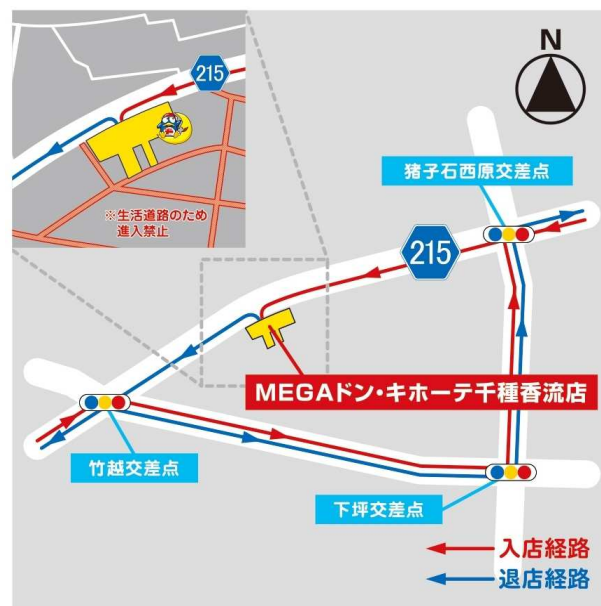 215
※生活道路のため
進入禁止
N
猪子石西原交差点
215
MEGAドン・キホーテ千種香流店
竹越交差点
下坪交差点
入店経路
退店経路